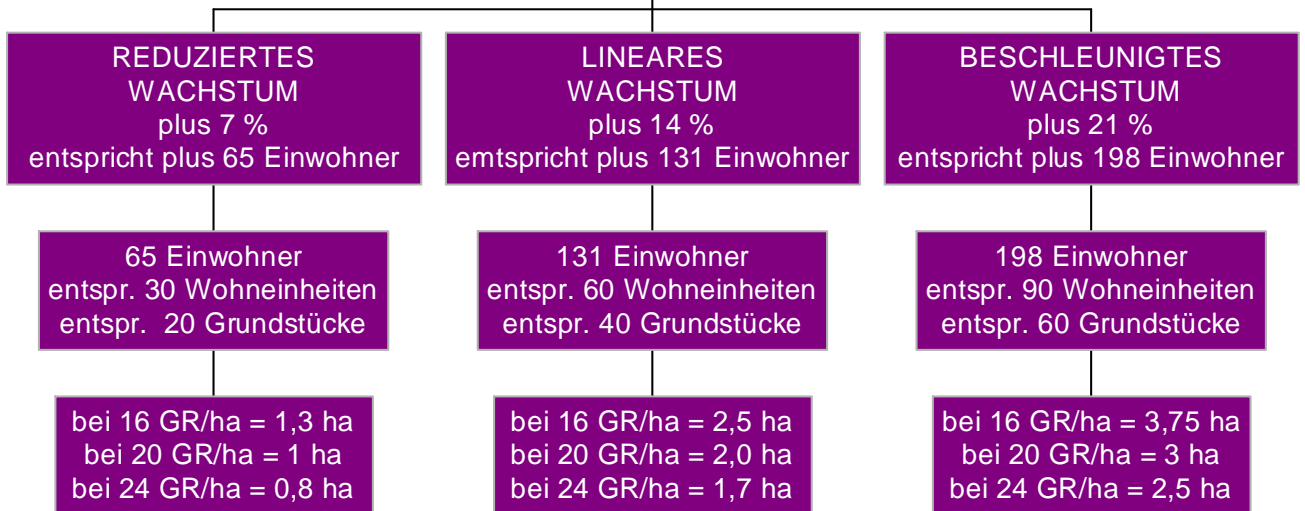 REDUZIERTES
WACHSTUM
plus 7 %
entspricht plus 65 Einwohner
LINEARES
WACHSTUM
plus 14 %
emtspricht plus 131 Einwohner
BESCHLEUNIGTES
WACHSTUM
plus 21 %
entspricht plus 198 Einwohner
65 Einwohner
entspr. 30 Wohneinheiten
entspr. 20 Grundstücke
131 Einwohner
entspr. 60 Wohneinheiten
entspr. 40 Grundstücke
198 Einwohner
entspr. 90 Wohneinheiten
entspr. 60 Grundstücke
bei 16 GR/ha = 1,3 ha
bei 20 GR/ha = 1 ha
bei 24 GR/ha = 0,8 ha
bei 16 GR/ha = 2,5 ha
bei 20 GR/ha = 2,0 ha
bei 24 GR/ha = 1,7 ha
bei 16 GR/ha = 3,75 ha
bei 20 GR/ha = 3 ha
bei 24 GR/ha = 2,5 ha